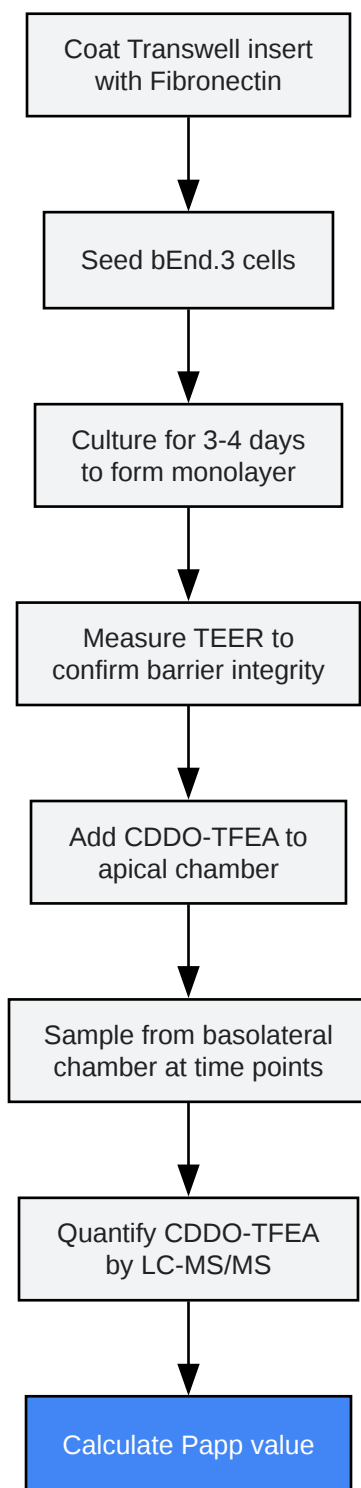 Coat Transwell insert
with Fibronectin
Seed bEnd.3 cells
Culture for 3-4 days
to form monolayer
Measure TEER to
confirm barrier integrity
Add CDDO-TFEA to
apical chamber
Sample from basolateral
chamber at time points
Quantify CDDO-TFEA
by LC-MS/MS
Calculate Papp value